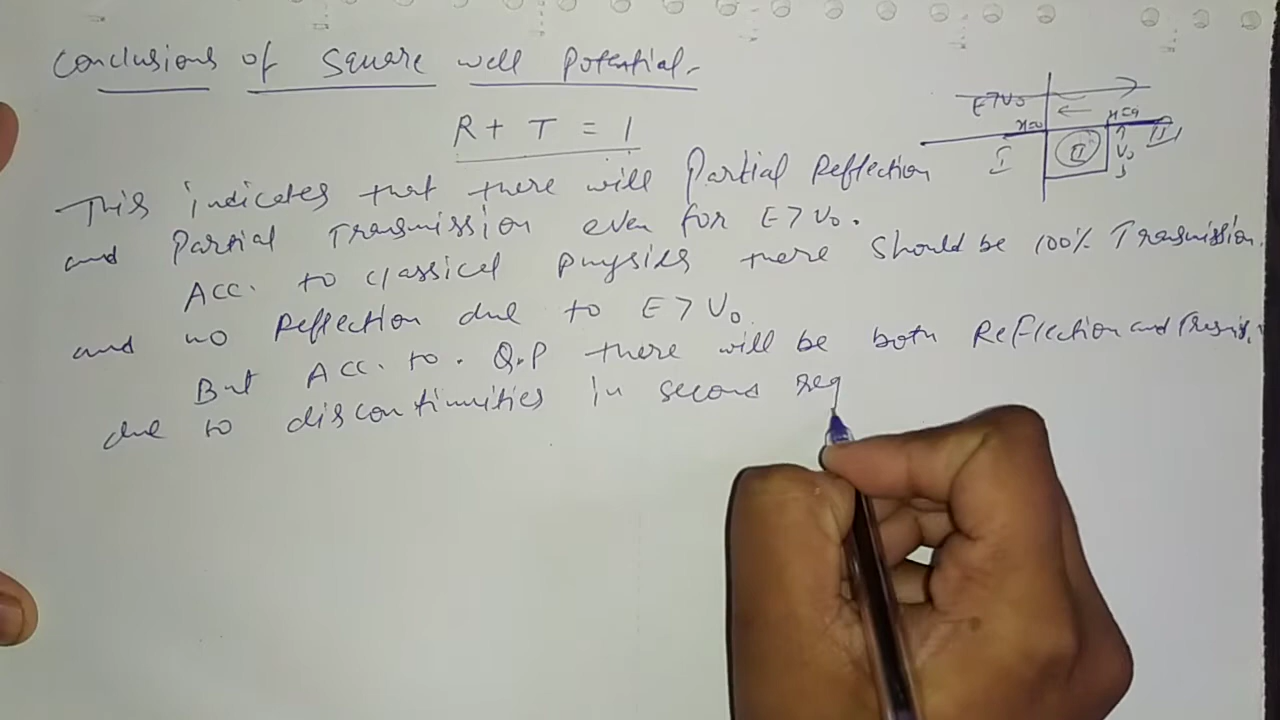 Conclusions of Square well Potential.
R + T = 1
This indicates that there will Partial Reflection
and Partial Transmission even for E > V₀.
Acc. to classical physics there should be 100% Transmission.
and no Reflection due to E > V₀
But Acc. to. Q.P there will be both Reflection and
due to discontinuities in second reg
E > V₀
x=0
x=a
I
II
V₀
III